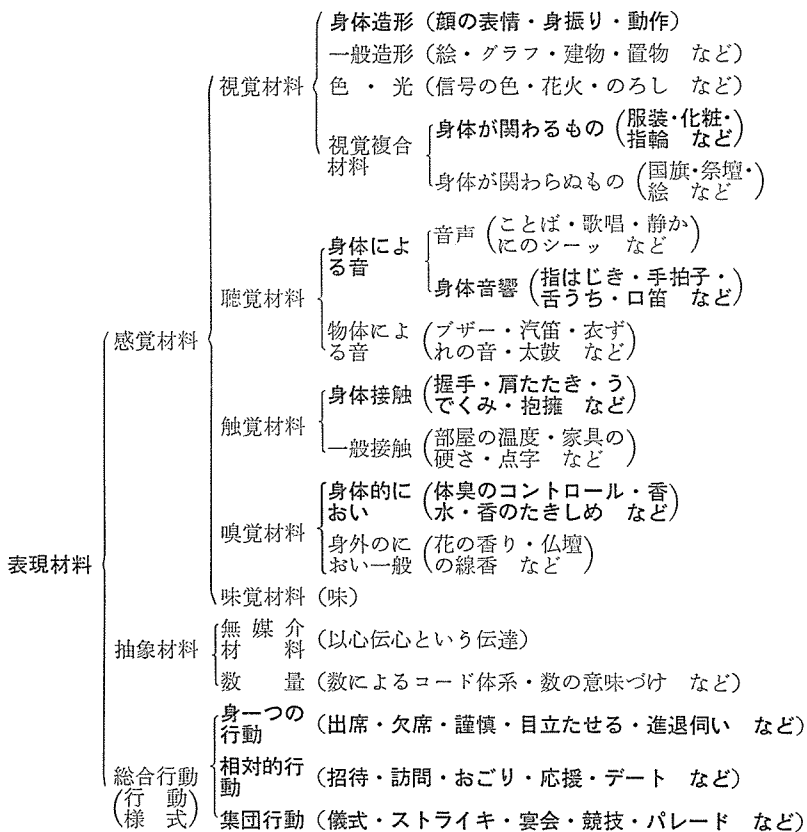 身体造形（顔の表情・身振り・動作）
一般造形（絵・グラフ・建物・置物　など）
視覚材料
色・光（信号の色・花火・のろし　など）
視覚複合
材料
身体が関わるもの（服装・化粧・
指輪　など）
身体が関わらぬもの（国旗・祭壇・
絵　など）
聴覚材料
身体によ
る音
音声（ことば・歌唱・静か
にのシーッ　など）
身体音響（指はじき・手拍子・
舌うち・口笛　など）
物体によ
る音
（ブザー・汽笛・衣ず
れの音・太鼓　など）
感覚材料
触覚材料
身体接触（握手・肩たたき・う
でくみ・抱擁　など）
一般接触（部屋の温度・家具の
硬さ・点字　など）
嗅覚材料
身体的に
おい
（体臭のコントロール・香
水・香のたきしめ　など）
身外のに
おい一般
（花の香り・仏壇
の線香　など）
味覚材料（味）
表現材料
抽象材料
無媒介
材料
（以心伝心という伝達）
数量（数によるコード体系・数の意味づけ　など）
総合行動
（行動
様式）
身一つの
行動
（出席・欠席・謹慎・目立たせる・進退伺い　など）
相対的行
動
（招待・訪問・おごり・応援・デート　など）
集団行動（儀式・ストライキ・宴会・競技・パレード　など）